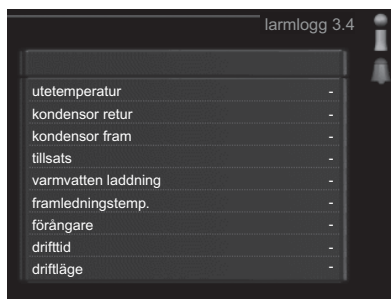 larmlogg 3.4
utetemperatur -
kondensor retur -
kondensor fram -
tillsats -
varmvatten laddning -
framledningstemp. -
förångare -
drifttid -
driftläge -